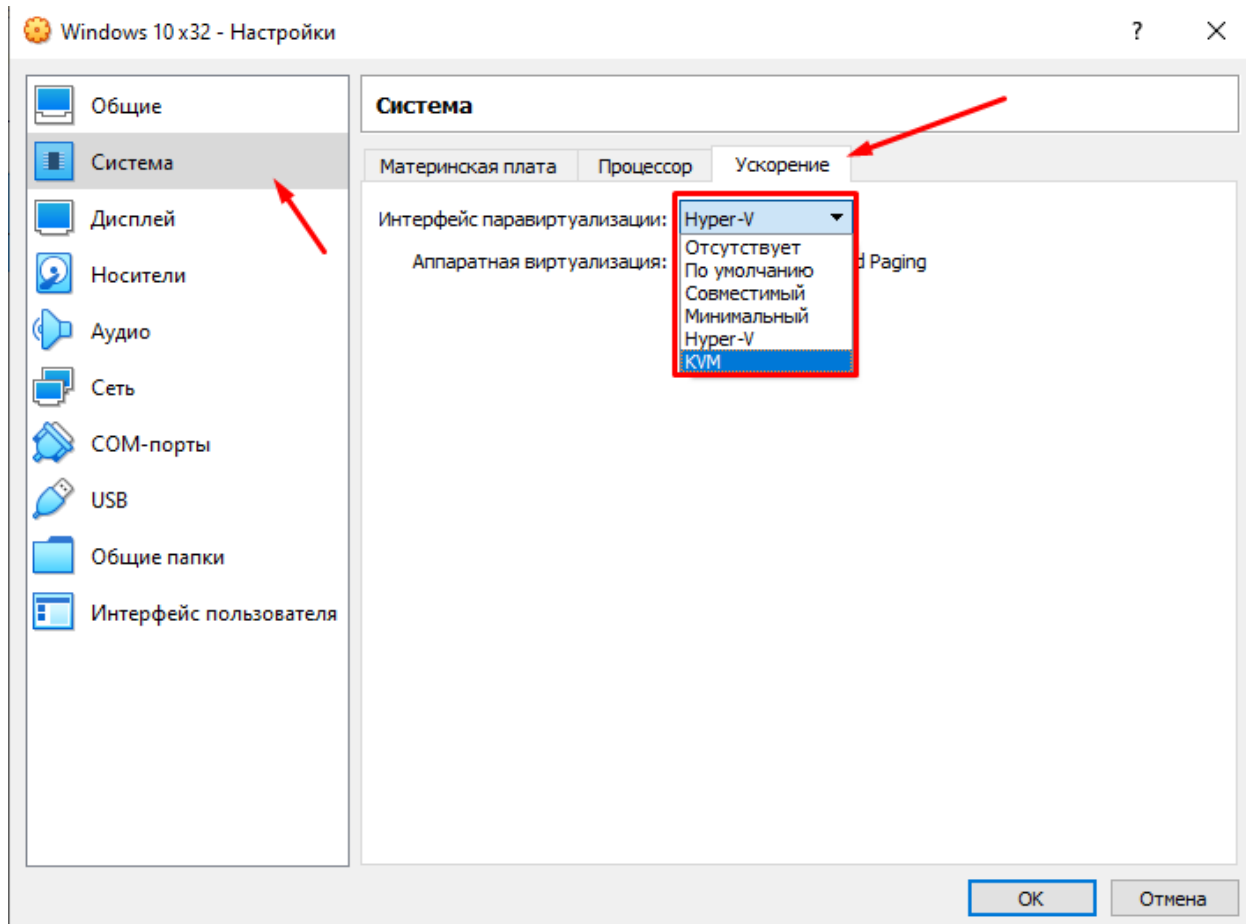 Windows 10 x32 - Настройки
?
Общие
Система
Дисплей
Носители
Аудио
Сеть
COM-порты
USB
Общие папки
Интерфейс пользователя
Система
Материнская плата
Процессор
Ускорение
Интерфейс паравиртуализации:
Hyper-V
Отсутствует
По умолчанию
Совместимый
Минимальный
Hyper-V
KVM
Аппаратная виртуализация:
d Paging
OK
Отмена